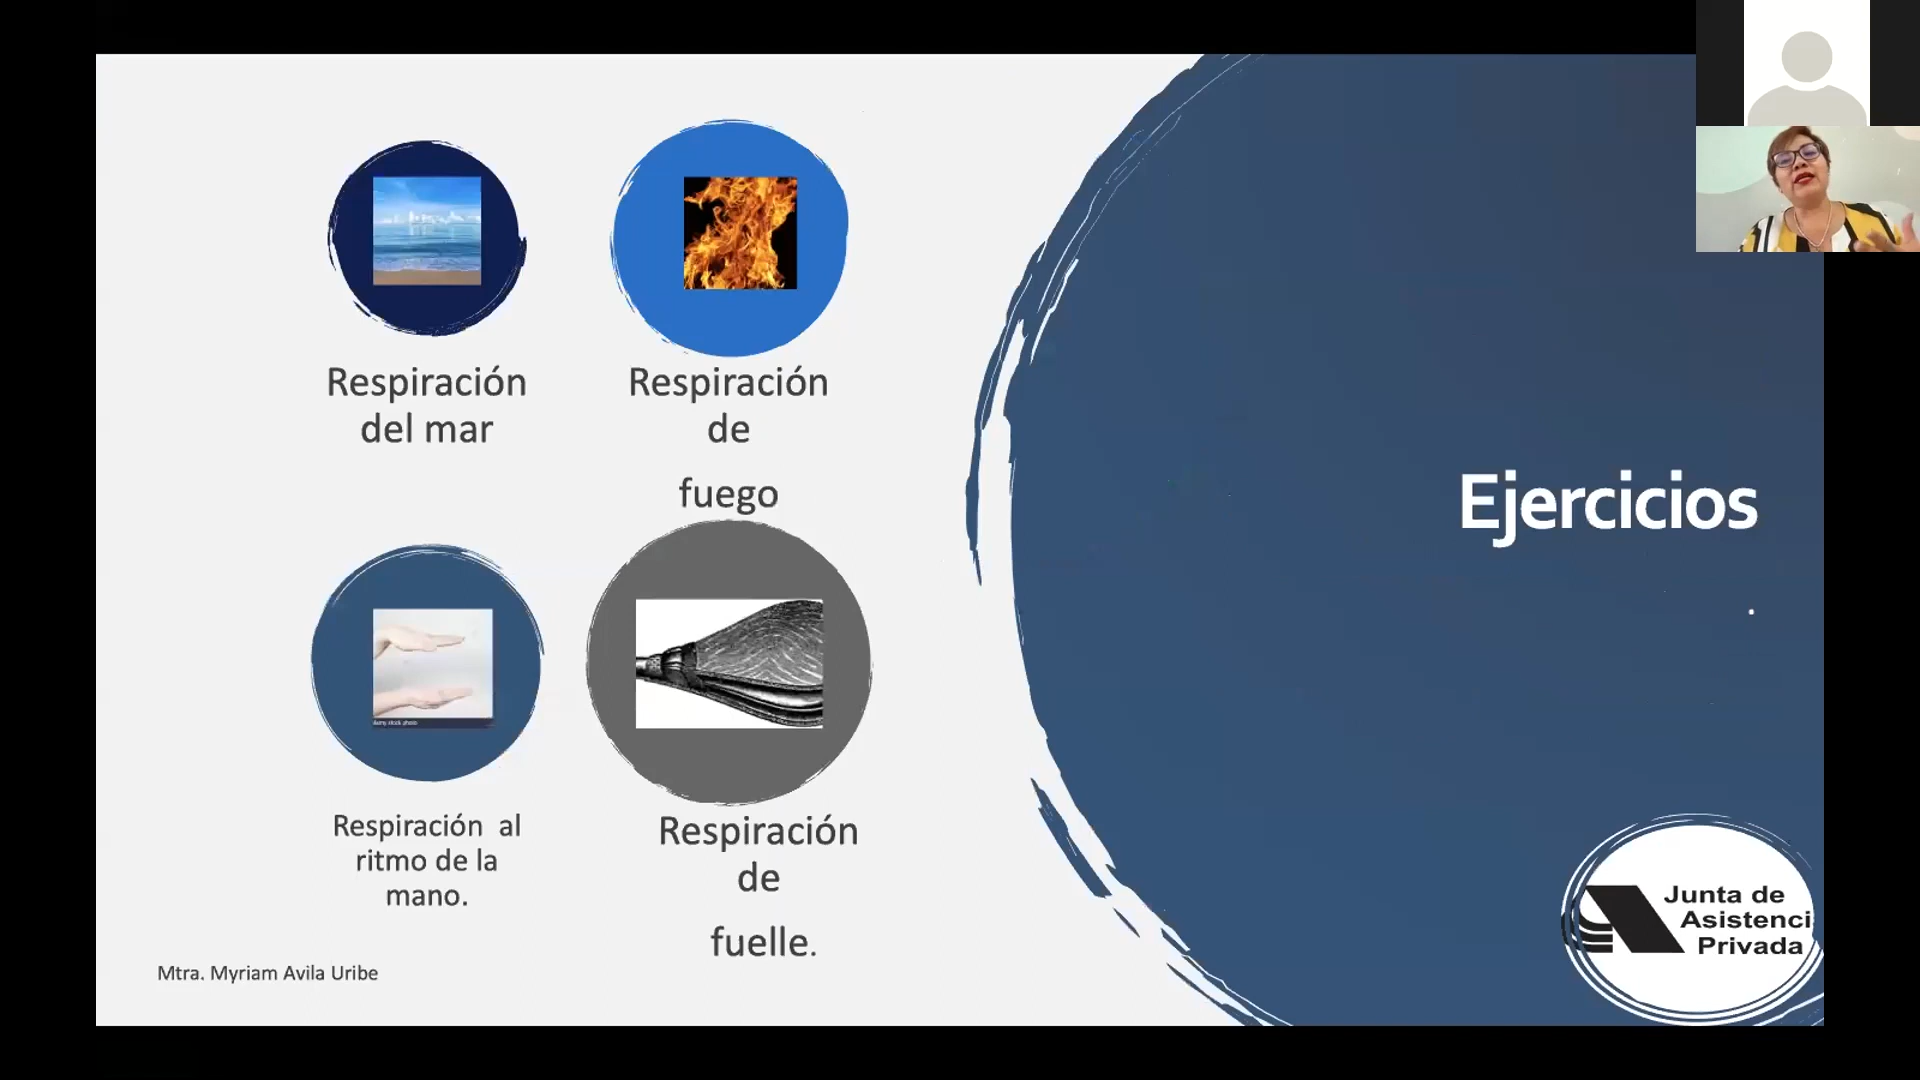 Respiración
del mar
Respiración
de
fuego
Respiración al
ritmo de la
mano.
Respiración
de
fuelle.
Mtra. Myriam Avila Uribe
Ejercicios
.
Junta de
Asistenci
Privada